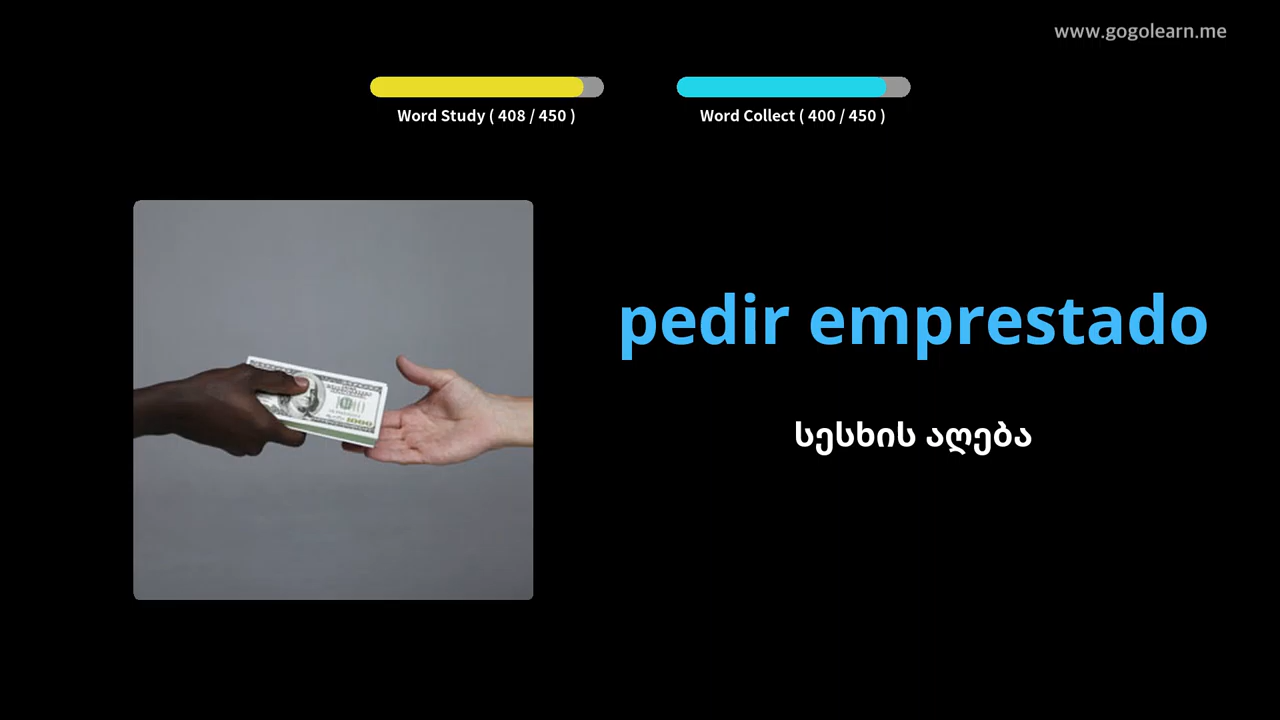 www.gogolearn.me
Word Study ( 408 / 450 )
Word Collect ( 400 / 450 )
pedir emprestado
სესხის აღება